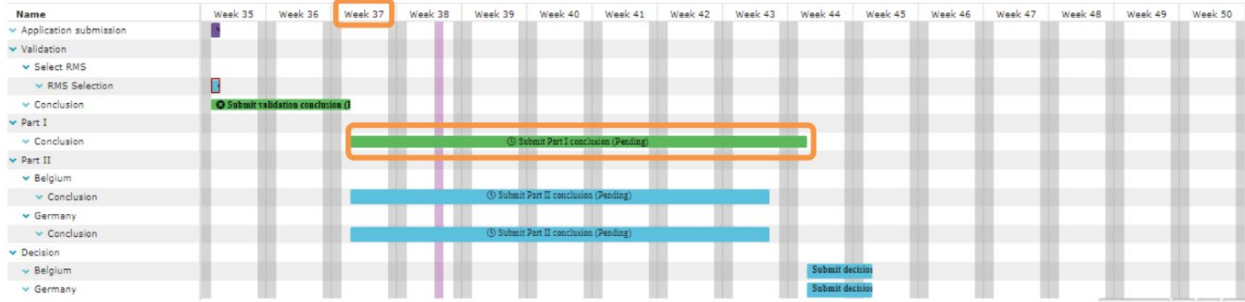 Name Week 35 Week 36 Week 37 Week 38 Week 39 Week 40 Week 41 Week 42 Week 43 Week 44 Week 45 Week 46 Week 47 Week 48 Week 49 Week 50
Application submission
Validation
Select RMS
RMS Selection
Conclusion Submit validation conclusion (
Part I
Conclusion Submit Part I conclusion (Pending)
Part II
Belgium
Conclusion Submit Part II conclusion (Pending)
Germany
Conclusion Submit Part II conclusion (Pending)
Decision
Belgium Submit decision
Germany Submit decision